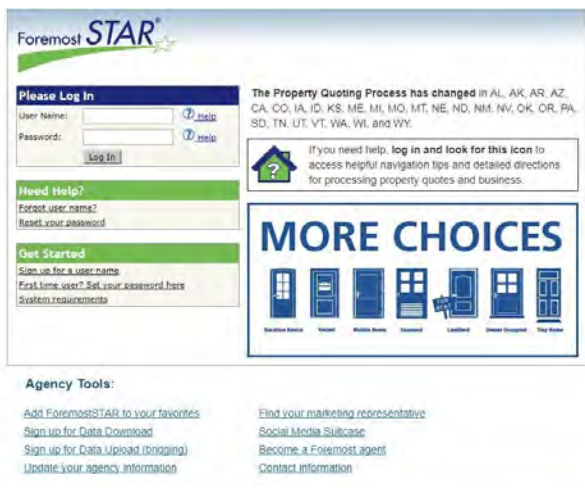 Foremost STAR®
Please Log In
User Name:
Help
Password:
Help
Log In
Need Help?
Forgot user name?
Reset your password
Get Started
Sign up for a user name
First time user? Set your password here
System requirements
The Property Quoting Process has changed in AL, AK, AR, AZ,
CA, CO, IA, ID, KS, ME, MI, MO, MT, NE, ND, NM, NV, OK, OR, PA,
SD, TN, UT, VT, WA, WI, and WY.
If you need help, log in and look for this icon to
access helpful navigation tips and detailed directions
for processing property quotes and business.
?
MORE CHOICES
FOR RENT
Vacation Rental Vacant Mobile Home Seasonal Landlord Owner Occupied Tiny Home
Agency Tools:
Add ForemostSTAR to your favorites
Sign up for Data Download
Sign up for Data Upload (bridging)
Update your agency information
Find your marketing representative
Social Media Suitcase
Become a Foremost agent
Contact Information